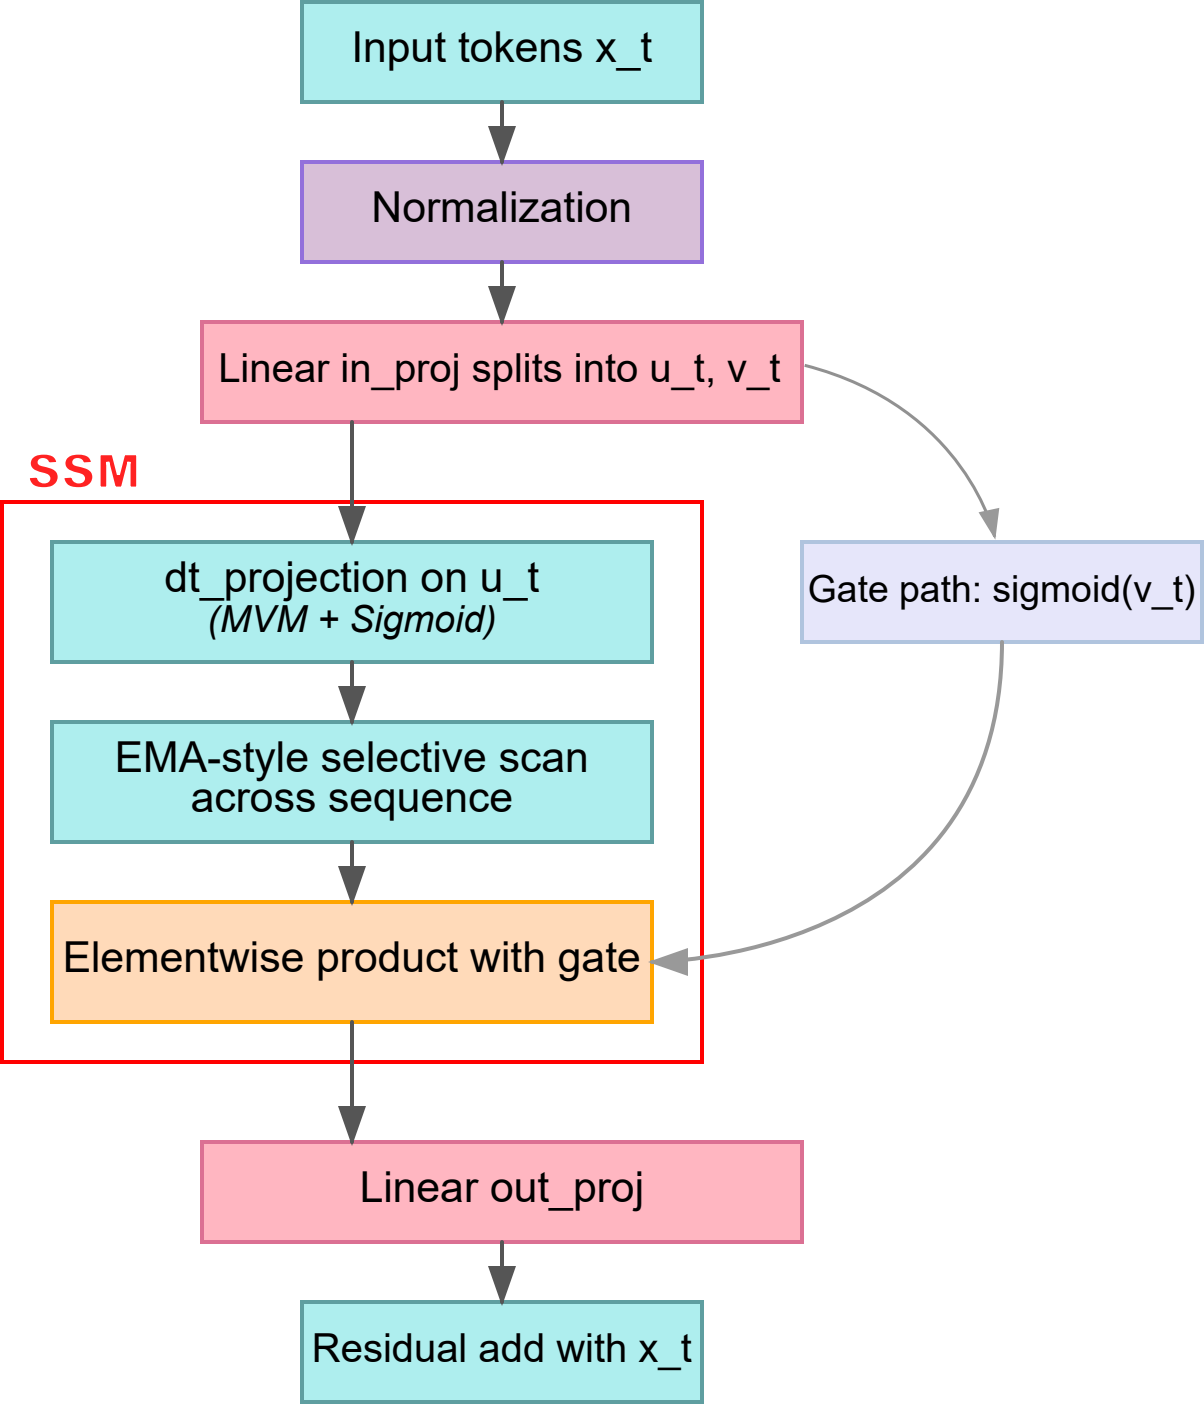 Input tokens x_t
Normalization
Linear in_proj splits into u_t, v_t
SSM
dt_projection on u_t
(MVM + Sigmoid)
Gate path: sigmoid(v_t)
EMA-style selective scan
across sequence
Elementwise product with gate
Linear out_proj
Residual add with x_t